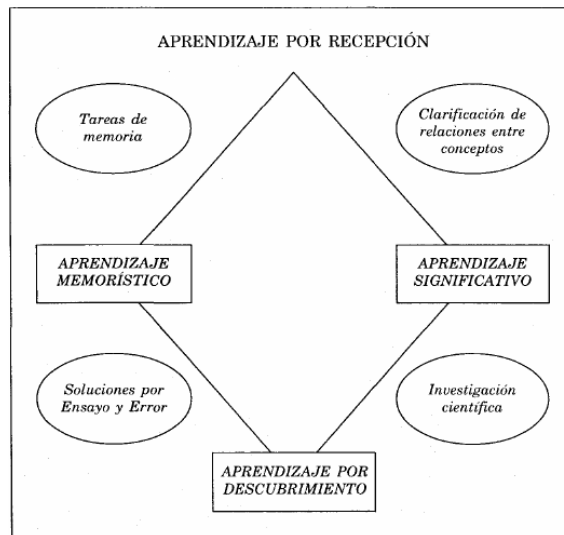 APRENDIZAJE POR RECEPCIÓN
Tareas de
memoria
Clarificación de
relaciones entre
conceptos
APRENDIZAJE
MEMORÍSTICO
APRENDIZAJE
SIGNIFICATIVO
Soluciones por
Ensayo y Error
Investigación
científica
APRENDIZAJE POR
DESCUBRIMIENTO